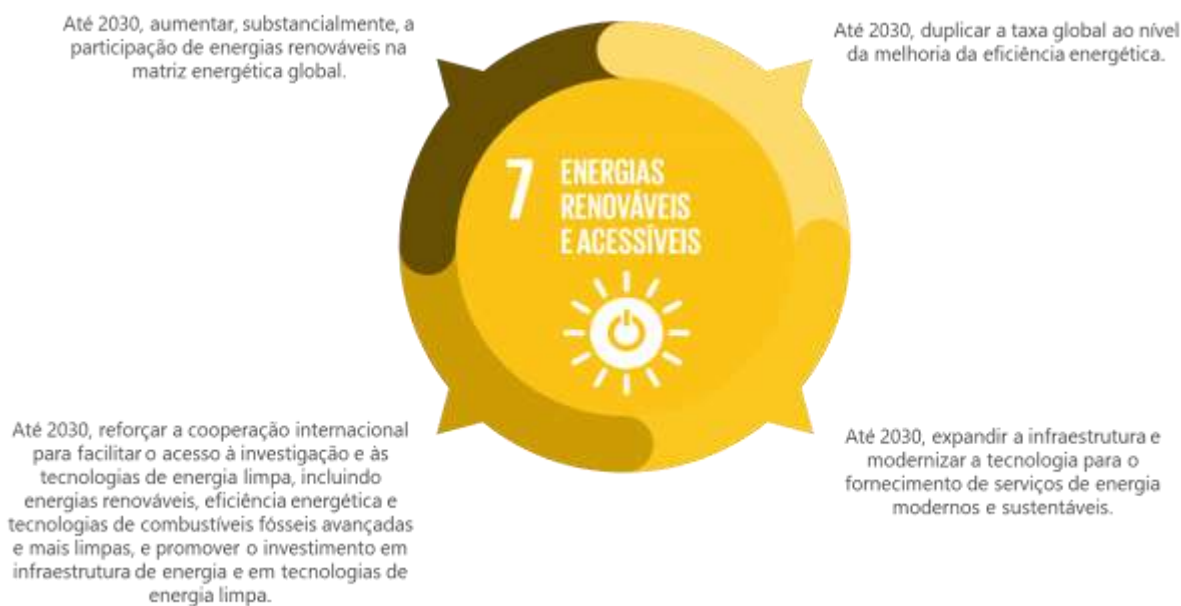 Até 2030, aumentar, substancialmente, a
participação de energias renováveis na
matriz energética global.
Até 2030, duplicar a taxa global ao nível
da melhoria da eficiência energética.
7 ENERGIAS
RENOVÁVEIS
E ACESSÍVEIS
Até 2030, reforçar a cooperação internacional
para facilitar o acesso à investigação e às
tecnologias de energia limpa, incluindo
energias renováveis, eficiência energética e
tecnologias de combustíveis fósseis avançadas
e mais limpas, e promover o investimento em
infraestrutura de energia e em tecnologias de
energia limpa.
Até 2030, expandir a infraestrutura e
modernizar a tecnologia para o
fornecimento de serviços de energia
modernos e sustentáveis.